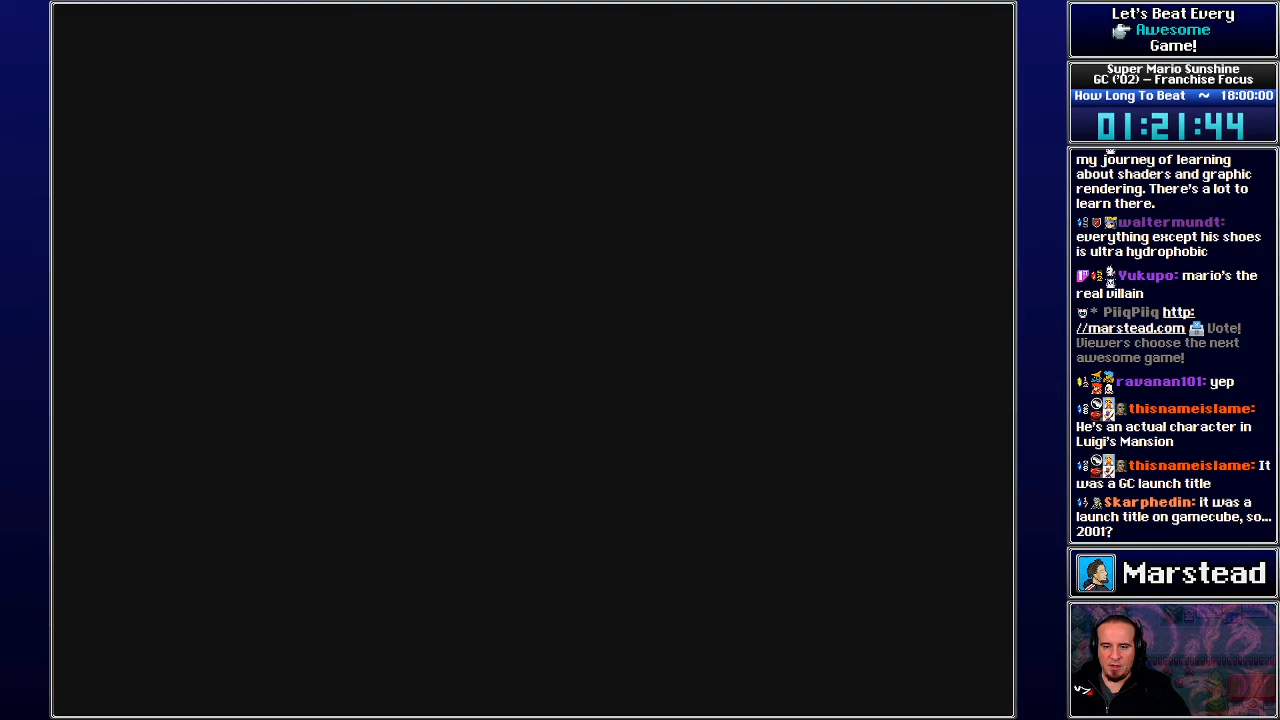 Let's Beat Every
Awesome
Game!
Super Mario Sunshine
GC ('02) – Franchise Focus
How Long To Beat ~ 18:00:00
01:21:44
my journey of learning
about shaders and graphic
rendering. There's a lot to
learn there.
waltermundt:
everything except his shoes
is ultra hydrophobic
Yukupo: mario's the
real villain
* PiiqPiiq http:
//marstead.com Vote!
Viewers choose the next
awesome game!
ravanan101: yep
thisnameislame:
He's an actual character in
Luigi's Mansion
thisnameislame: It
was a GC launch title
Skarphedin: it was a
launch title on gamecube, so...
2001?
Marstead